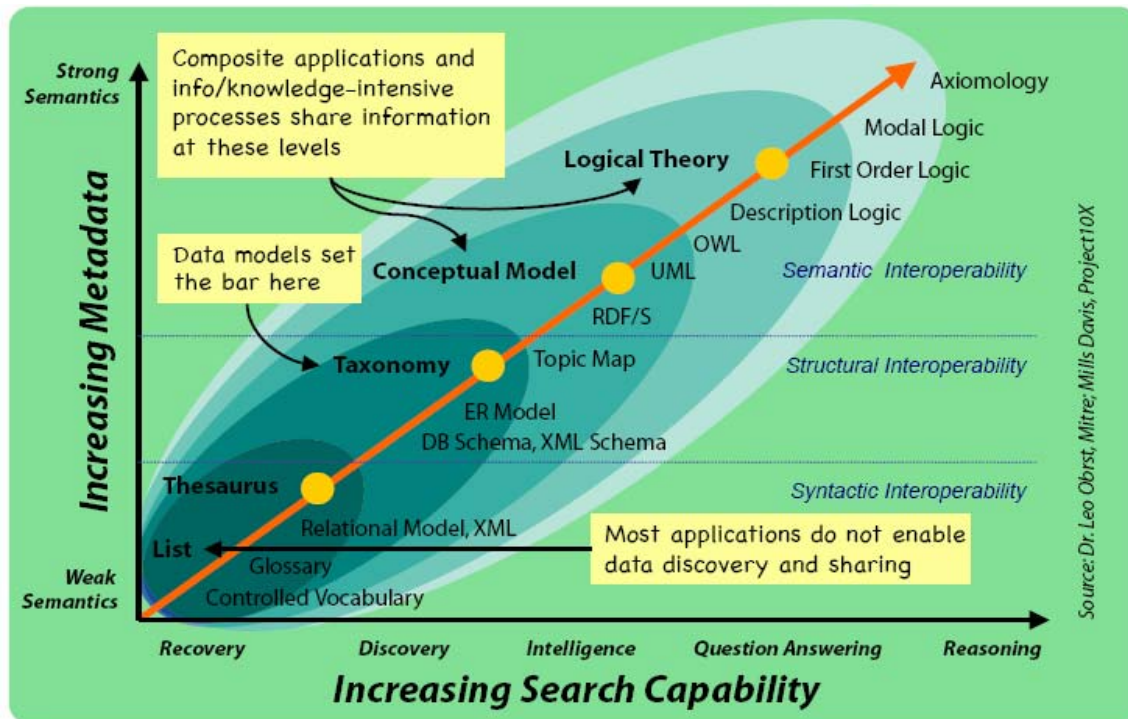 Composite applications and
info/knowledge-intensive
processes share information
at these levels
Strong
Semantics
Axiomology
Modal Logic
Logical Theory
First Order Logic
Description Logic
OWL
Data models set
the bar here
Conceptual Model
UML
Semantic Interoperability
RDF/S
Taxonomy
Topic Map
Structural Interoperability
ER Model
DB Schema, XML Schema
Thesaurus
Syntactic Interoperability
Relational Model, XML
Most applications do not enable
data discovery and sharing
List
Glossary
Controlled Vocabulary
Weak
Semantics
Increasing Metadata
Recovery
Discovery
Intelligence
Question Answering
Reasoning
Increasing Search Capability
Source: Dr. Leo Obrst, Mitre; Mills Davis, Project10X